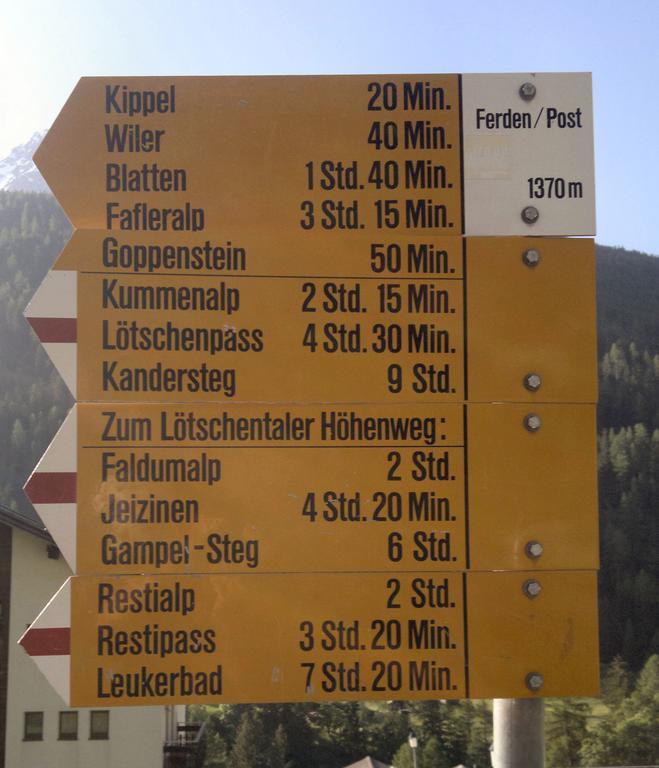 Kippel 20 Min.
Wiler 40 Min.
Blatten 1 Std. 40 Min.
Fafleralp 3 Std. 15 Min.
Ferden/Post
1370 m
Goppenstein 50 Min.
Kummenalp 2 Std. 15 Min.
Lötschenpass 4 Std. 30 Min.
Kandersteg 9 Std.
Zum Lötschentaler Höhenweg:
Faldumalp 2 Std.
Jeizinen 4 Std. 20 Min.
Gampel-Steg 6 Std.
Restialp 2 Std.
Restipass 3 Std. 20 Min.
Leukerbad 7 Std. 20 Min.